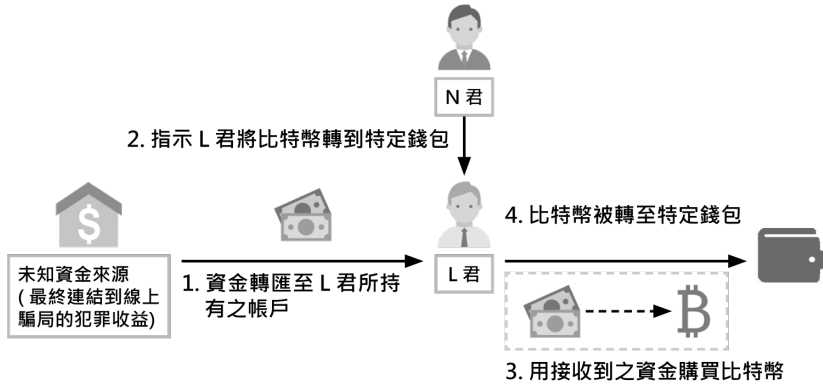 N 君
2. 指示 L 君將比特幣轉到特定錢包
$
未知資金來源
( 最終連結到線上
騙局的犯罪收益)
1. 資金轉匯至 L 君所持
有之帳戶
L 君
4. 比特幣被轉至特定錢包
3. 用接收到之資金購買比特幣